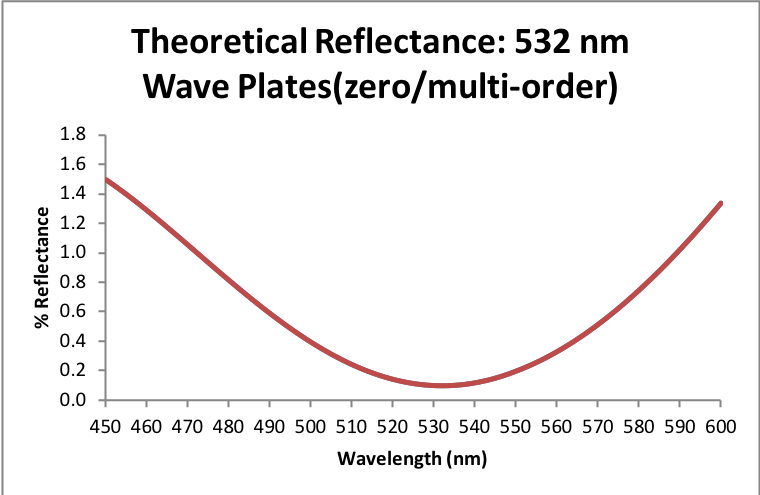 Theoretical Reflectance: 532 nm
Wave Plates(zero/multi-order)
1.8
1.6
1.4
1.2
1.0
0.8
0.6
0.4
0.2
0.0
% Reflectance
450 460 470 480 490 500 510 520 530 540 550 560 570 580 590 600
Wavelength (nm)